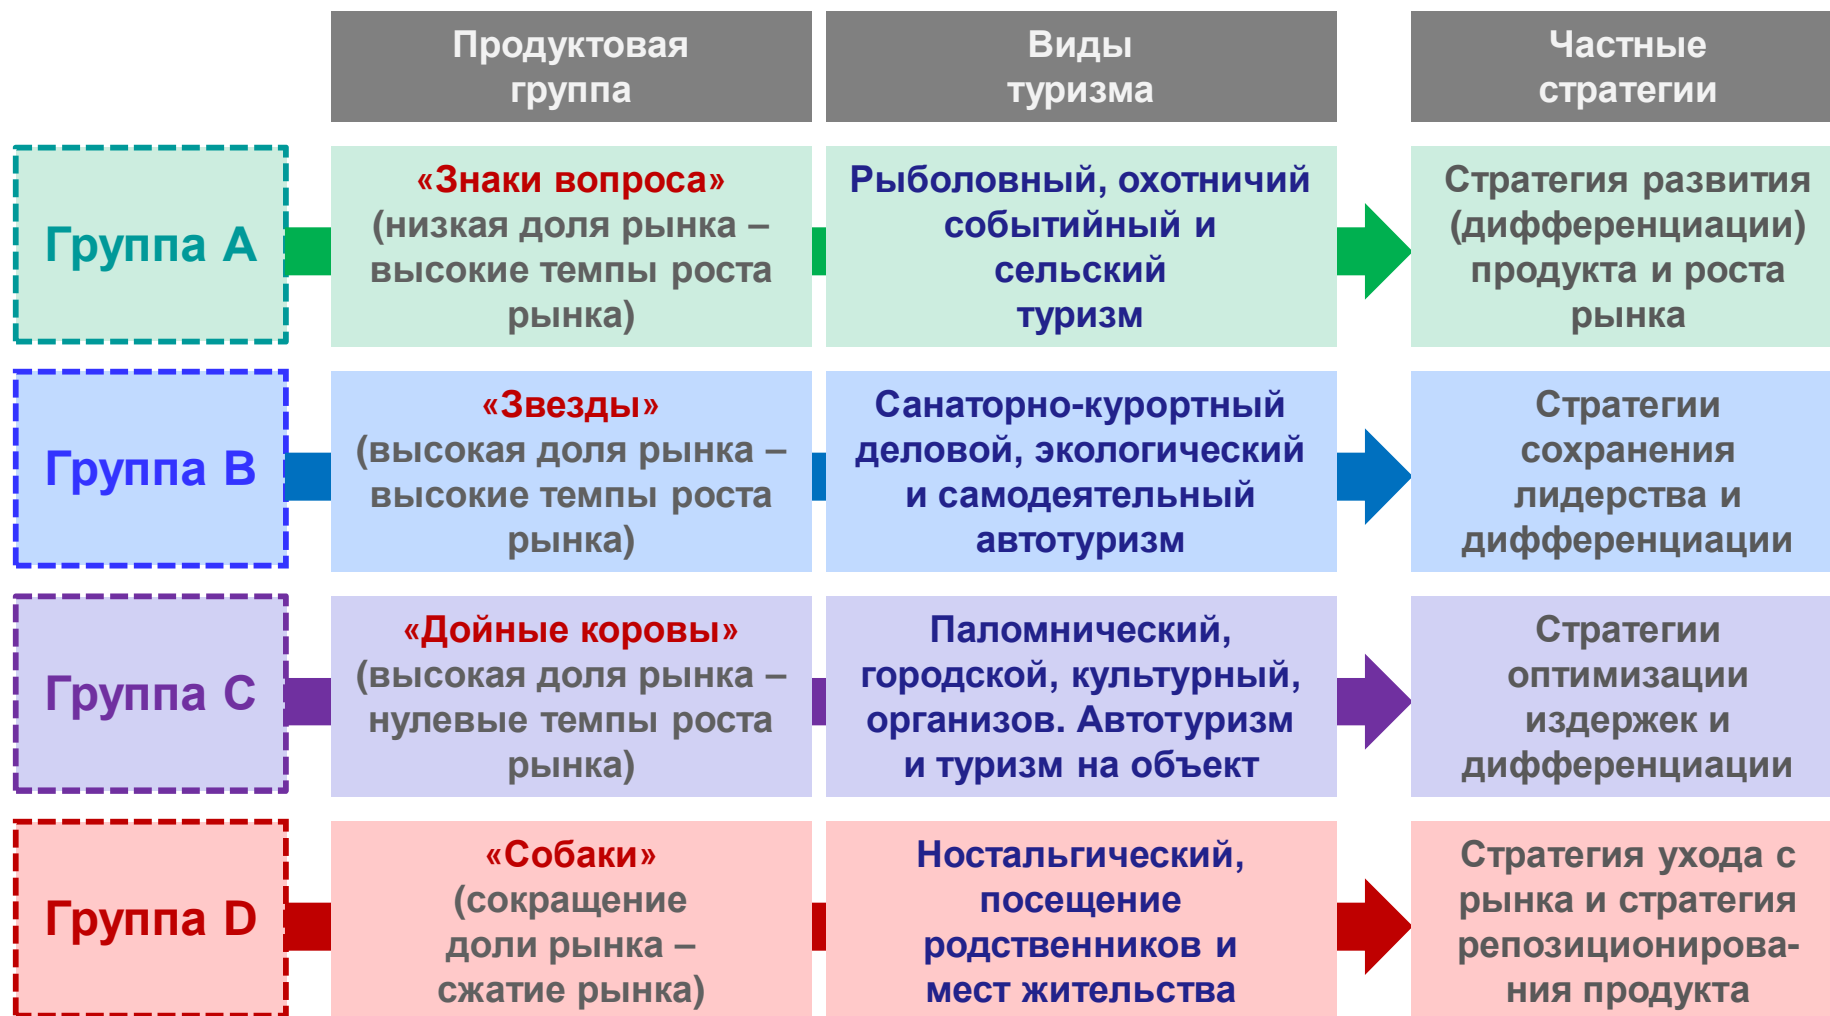 Продуктовая
группа
Виды
туризма
Частные
стратегии
Группа A
«Знаки вопроса»
(низкая доля рынка –
высокие темпы роста
рынка)
Рыболовный, охотничий
событийный и
сельский
туризм
Стратегия развития
(дифференциации)
продукта и роста
рынка
Группа B
«Звезды»
(высокая доля рынка –
высокие темпы роста
рынка)
Санаторно-курортный
деловой, экологический
и самодеятельный
автотуризм
Стратегии
сохранения
лидерства и
дифференциации
Группа C
«Дойные коровы»
(высокая доля рынка –
нулевые темпы роста
рынка)
Паломнический,
городской, культурный,
организов. Автотуризм
и туризм на объект
Стратегии
оптимизации
издержек и
дифференциации
Группа D
«Собаки»
(сокращение
доли рынка –
сжатие рынка)
Ностальгический,
посещение
родственников и
мест жительства
Стратегия ухода с
рынка и стратегия
репозиционирова-
ния продукта